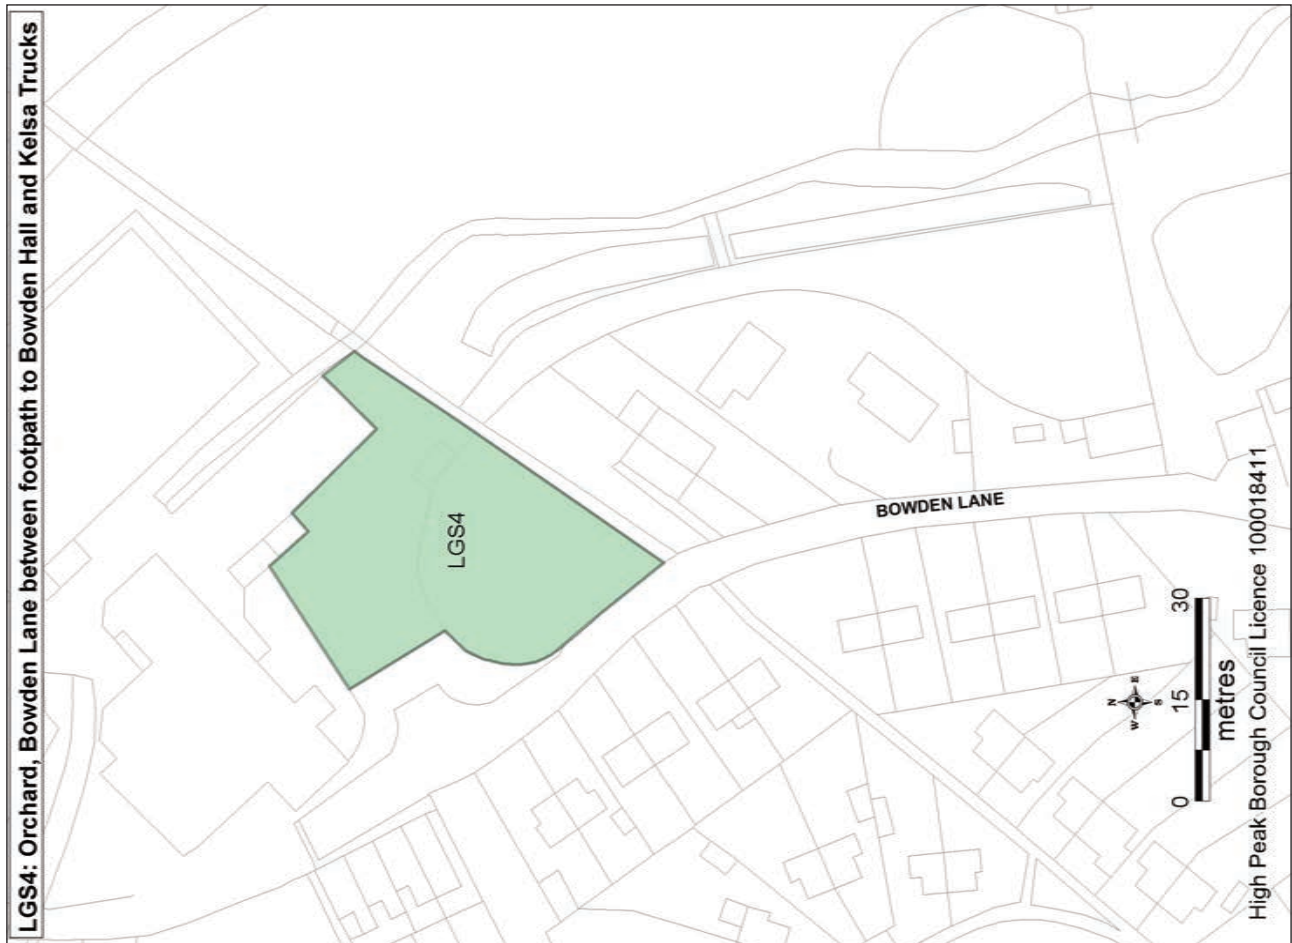 LGS4: Orchard, Bowden Lane between footpath to Bowden Hall and Kelsa Trucks
LGS4
BOWDEN LANE
N
W E
S
0 15 30
metres
High Peak Borough Council Licence 100018411